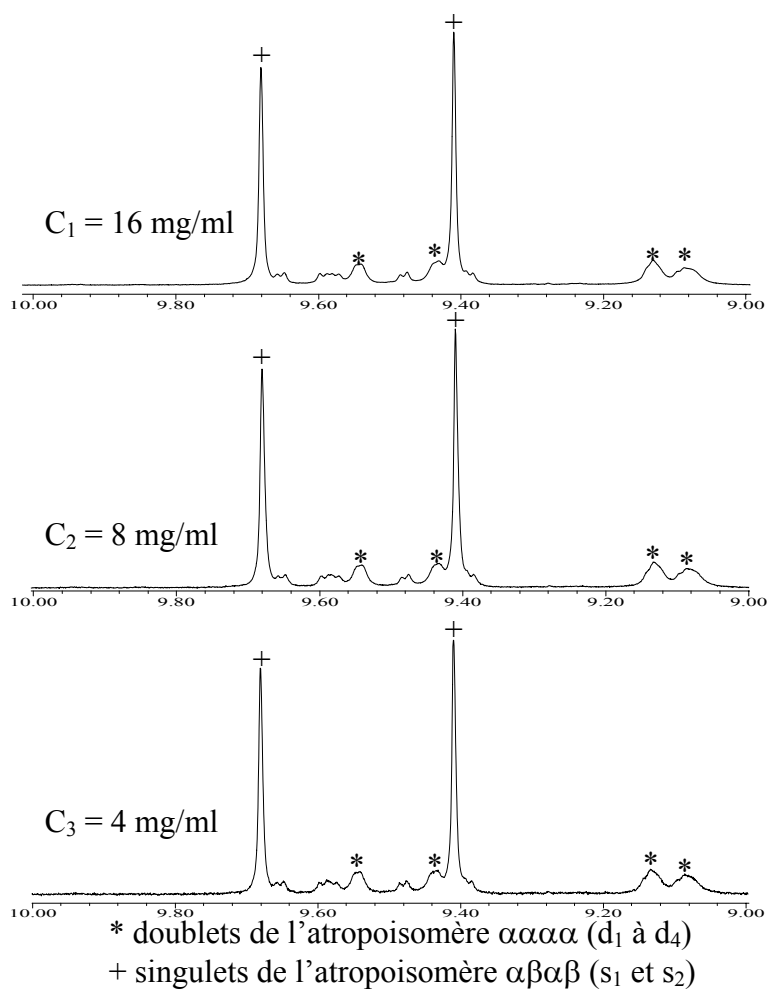 +
+
C₁ = 16 mg/ml
* * * *
10.00 9.80 9.60 9.40 9.20 9.00
+
+
C₂ = 8 mg/ml
* * * *
10.00 9.80 9.60 9.40 9.20 9.00
+
+
C₃ = 4 mg/ml
* * * *
10.00 9.80 9.60 9.40 9.20 9.00
* doublets de l’atropoisomère αααα (d₁ à d₄)
+ singulets de l’atropoisomère αβαβ (s₁ et s₂)